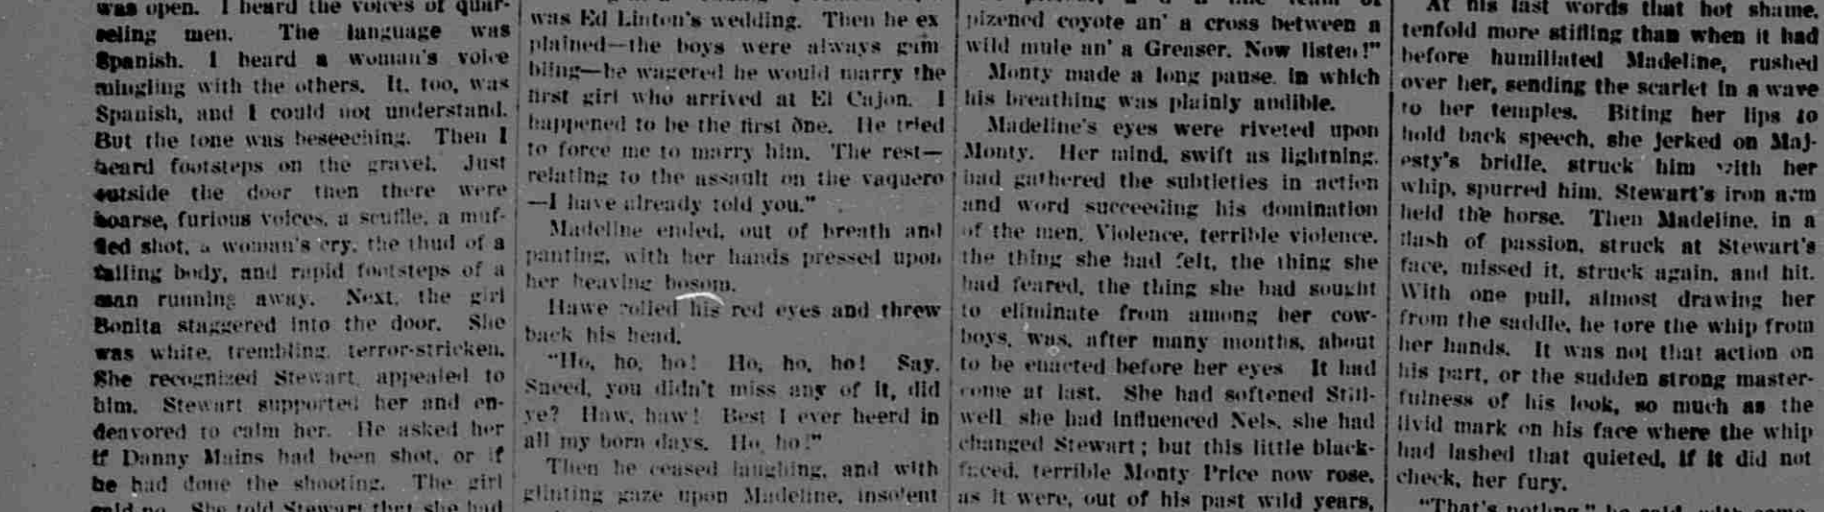 was open. I heard the voices of quar-
reling men. The language was
Spanish. I heard a woman's voice
mingling with the others. It, too, was
Spanish, and I could not understand.
But the tone was beseeching. Then I
heard footsteps on the gravel. Just
outside the door then there were
hoarse, furious voices, a scuffle, a muf-
fled shot, a woman's cry, the thud of a
falling body, and rapid footsteps of a
man running away. Next, the girl
Bonita staggered into the door. She
was white, trembling, terror-stricken.
She recognized Stewart, appealed to
him. Stewart supported her and en-
deavored to calm her. He asked her
if Danny Mains had been shot, or if
he had done the shooting. The girl
said no. She told Stewart that she had
was Ed Linton's wedding. Then he ex
plained—the boys were always gam
bling—he wagered he would marry the
first girl who arrived at El Cajon. I
happened to be the first one. He tried
to force me to marry him. The rest—
relating to the assault on the vaquero
—I have already told you."
Madeline ended, out of breath and
panting, with her hands pressed upon
her heaving bosom.
Hawe rolled his red eyes and threw
back his head.
"Ho, ho, ho! Ho, ho, ho! Say,
Sneed, you didn't miss any of it, did
ye? Haw, haw! Best I ever heerd in
all my born days. Ho, ho!"
Then he ceased laughing, and with
glinting gaze upon Madeline, insolent
pizened coyote an' a cross between a
wild mule an' a Greaser. Now listen!"
Monty made a long pause, in which
his breathing was plainly audible.
Madeline's eyes were riveted upon
Monty. Her mind, swift as lightning,
had gathered the subtleties in action
and word succeeding his domination
of the men. Violence, terrible violence,
the thing she had felt, the thing she
had feared, the thing she had sought
to eliminate from among her cow-
boys, was, after many months, about
to be enacted before her eyes It had
come at last. She had softened Still-
well she had influenced Nels, she had
changed Stewart; but this little black-
faced, terrible Monty Price now rose,
as it were, out of his past wild years,
At his last words that hot shame,
tenfold more stifling than when it had
before humiliated Madeline, rushed
over her, sending the scarlet in a wave
to her temples. Biting her lips to
hold back speech, she jerked on Maj-
esty's bridle, struck him with her
whip, spurred him. Stewart's iron arm
held the horse. Then Madeline, in a
flash of passion, struck at Stewart's
face, missed it, struck again, and hit.
With one pull, almost drawing her
from the saddle, he tore the whip from
her hands. It was not that action on
his part, or the sudden strong master-
fulness of his look, so much as the
livid mark on his face where the whip
had lashed that quieted, if it did not
check, her fury.
"That's nothing," he said, with some